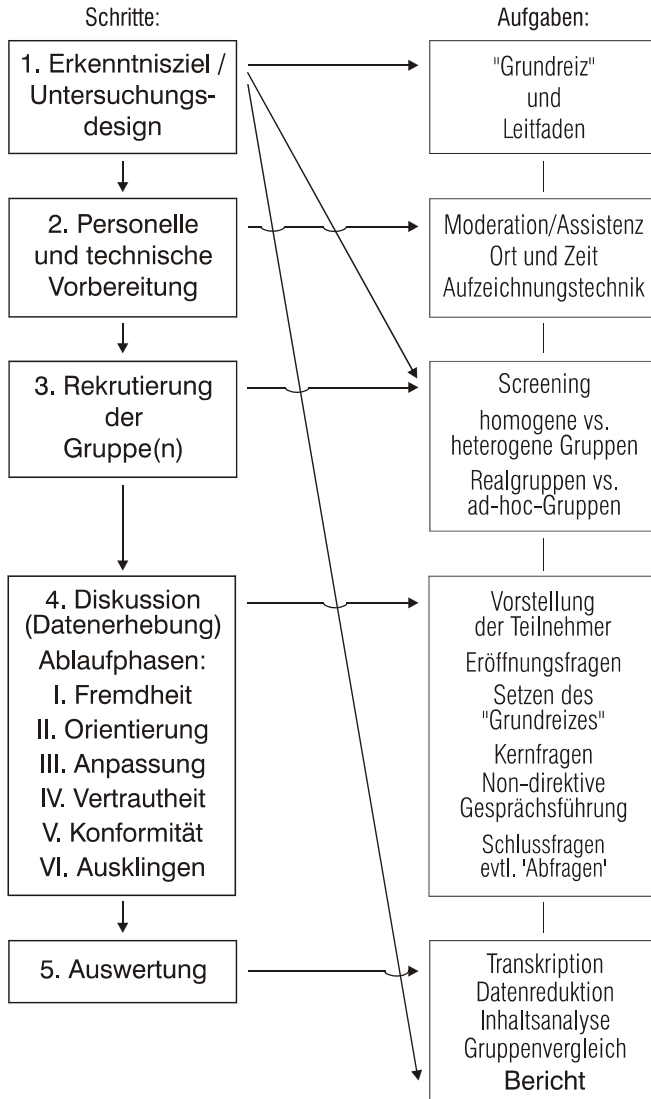 Schritte:
1. Erkenntnisziel /
Untersuchungs-
design
2. Personelle
und technische
Vorbereitung
3. Rekrutierung
der
Gruppe(n)
4. Diskussion
(Datenerhebung)
Ablaufphasen:
I. Fremdheit
II. Orientierung
III. Anpassung
IV. Vertrautheit
V. Konformität
VI. Ausklingen
5. Auswertung
Aufgaben:
"Grundreiz"
und
Leitfaden
Moderation/Assistenz
Ort und Zeit
Aufzeichnungstechnik
Screening
homogene vs.
heterogene Gruppen
Realgruppen vs.
ad-hoc-Gruppen
Vorstellung
der Teilnehmer
Eröffnungsfragen
Setzen des
"Grundreizes"
Kernfragen
Non-direktive
Gesprächsführung
Schlussfragen
evtl. 'Abfragen'
Transkription
Datenreduktion
Inhaltsanalyse
Gruppenvergleich
Bericht